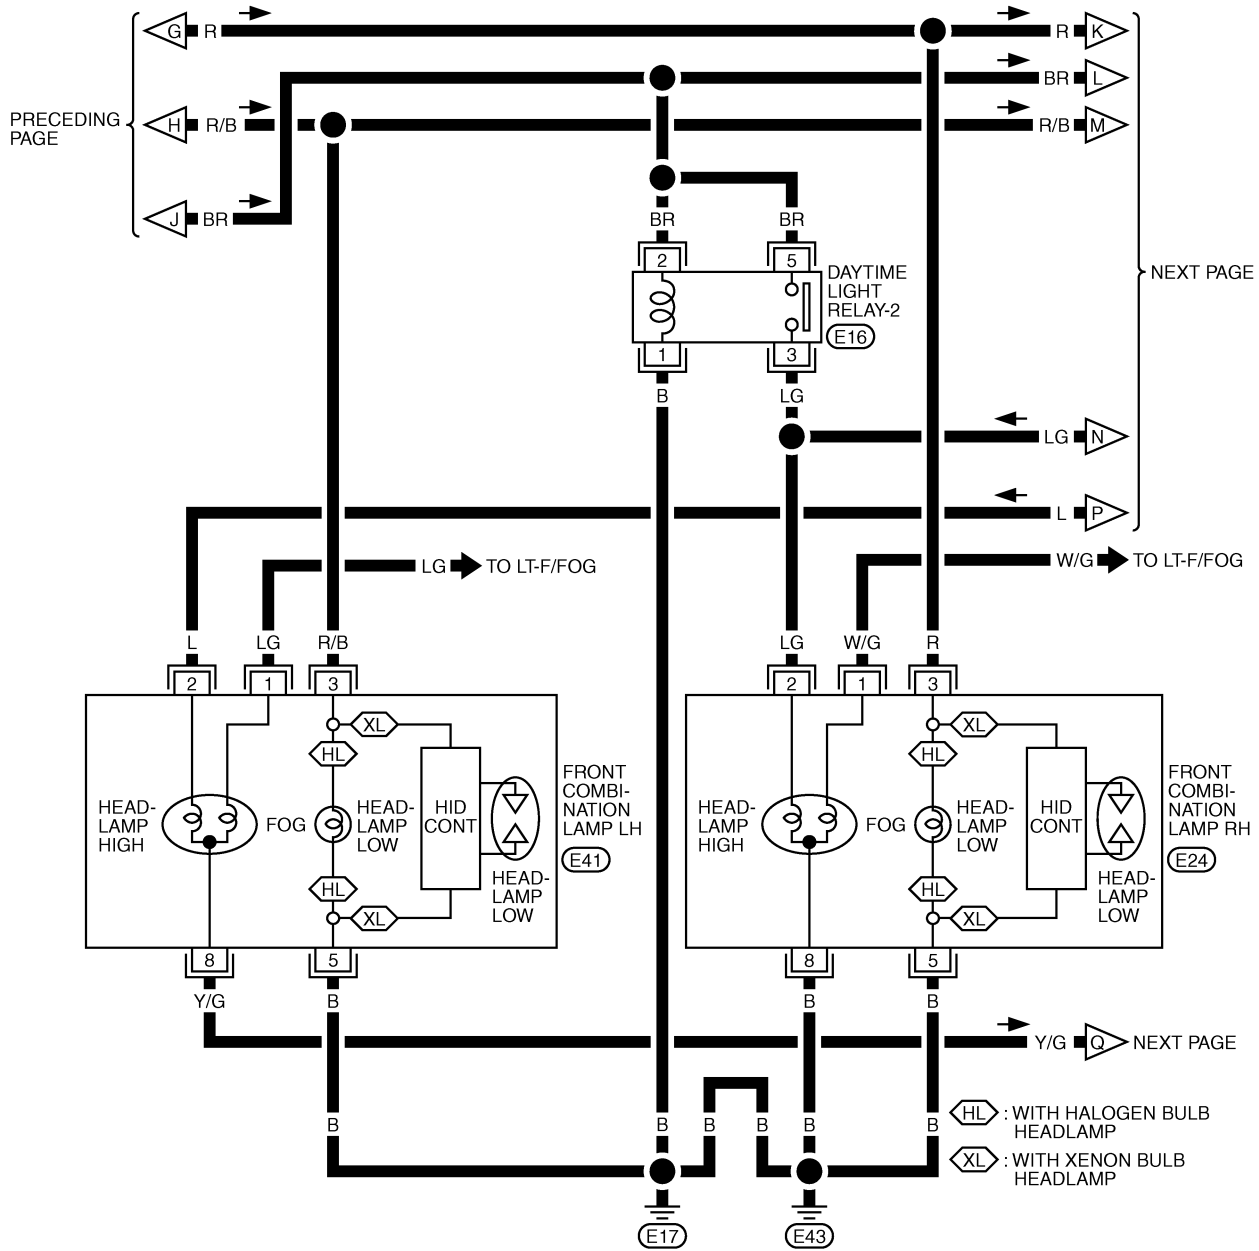 G R R K
BR L
PRECEDING
PAGE
H R/B R/B M
J BR
BR BR
2 5
NEXT PAGE
DAYTIME
LIGHT
RELAY-2
E16
1 3
B LG
LG N
L P
LG TO LT-F/FOG
W/G TO LT-F/FOG
L LG R/B LG W/G R
2 1 3 2 1 3
XL XL
HL HL
HEAD-
LAMP
HIGH
FOG
HEAD-
LAMP
LOW
HID
CONT
FRONT
COMBI-
NATION
LAMP LH
E41
HEAD-
LAMP
LOW
HL
XL
HEAD-
LAMP
HIGH
FOG
HEAD-
LAMP
LOW
HID
CONT
FRONT
COMBI-
NATION
LAMP RH
E24
HEAD-
LAMP
LOW
HL
XL
8 5 8 5
Y/G B B B
Y/G Q NEXT PAGE
B B B B B B
HL : WITH HALOGEN BULB
HEADLAMP
XL : WITH XENON BULB
HEADLAMP
E17 E43